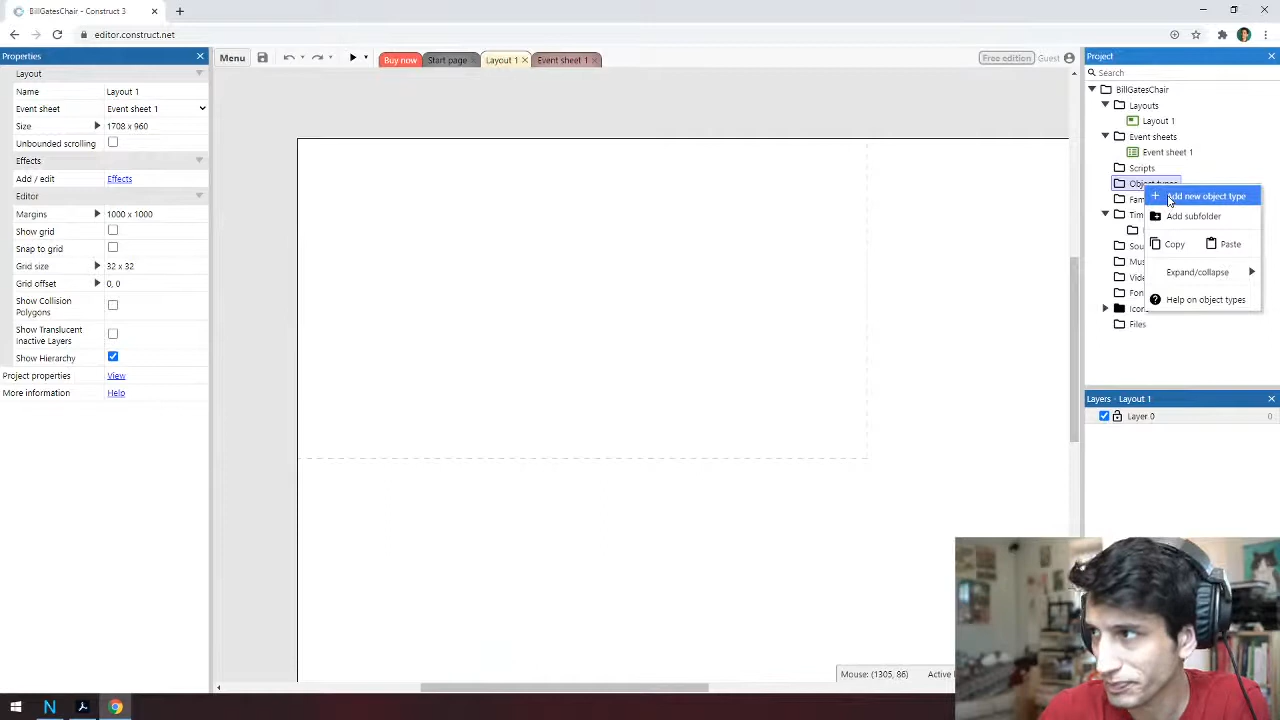 BillGatesChair - Construct 3
editor.construct.net
Properties
Menu
Buy now
Start page
Layout 1
Event sheet 1
Free edition
Guest
Project
Layout
Name
Layout 1
Event sheet
Event sheet 1
Size
1708 x 960
Unbounded scrolling
Effects
Add / edit
Effects
Editor
Margins
1000 x 1000
Show grid
Snap to grid
Grid size
32 x 32
Grid offset
0, 0
Show Collision
Polygons
Show Translucent
Inactive Layers
Show Hierarchy
Project properties
View
More information
Help
Search
BillGatesChair
Layouts
Layout 1
Event sheets
Event sheet 1
Scripts
Add new object type
Add subfolder
Copy
Paste
Expand/collapse
Help on object types
Files
Layers - Layout 1
Layer 0
0
Mouse: (1305, 86)